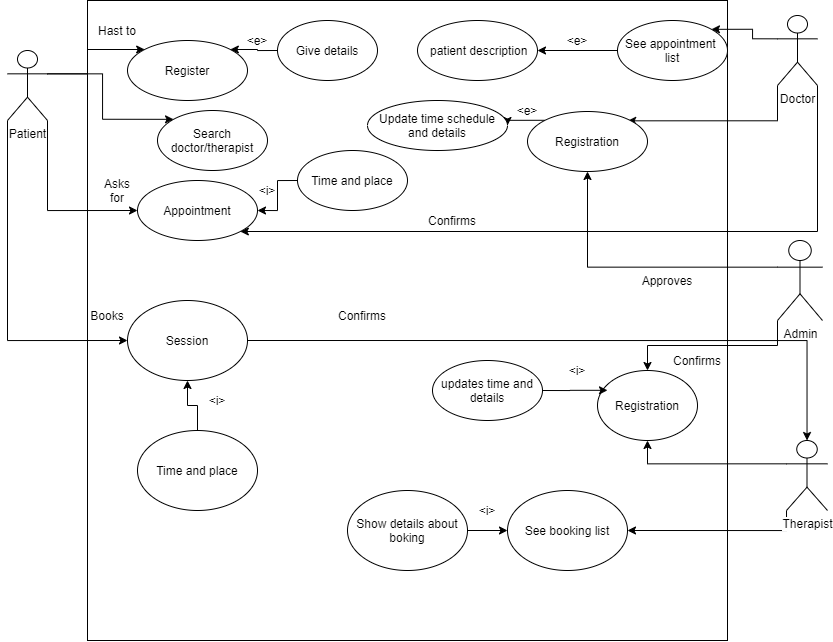 Hast to
<e>
<e>
Give details
Register
patient description
See appointment
list
Doctor
Patient
Search
doctor/therapist
Update time schedule
and details
<e>
Registration
Asks
for
<i>
Time and place
Appointment
Confirms
Approves
Books
Session
Confirms
Admin
Confirms
<i>
Time and place
updates time and
details
<i>
Registration
Show details about
boking
<i>
See booking list
Therapist